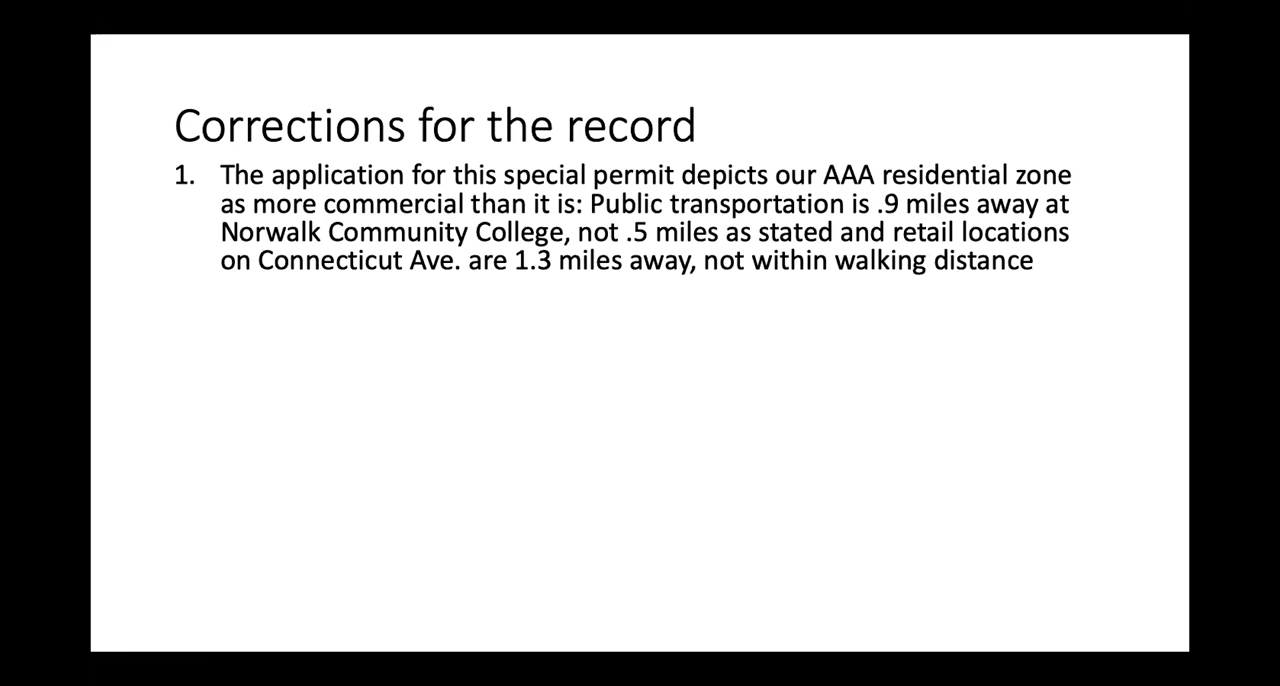 Corrections for the record
1. The application for this special permit depicts our AAA residential zone
as more commercial than it is: Public transportation is .9 miles away at
Norwalk Community College, not .5 miles as stated and retail locations
on Connecticut Ave. are 1.3 miles away, not within walking distance